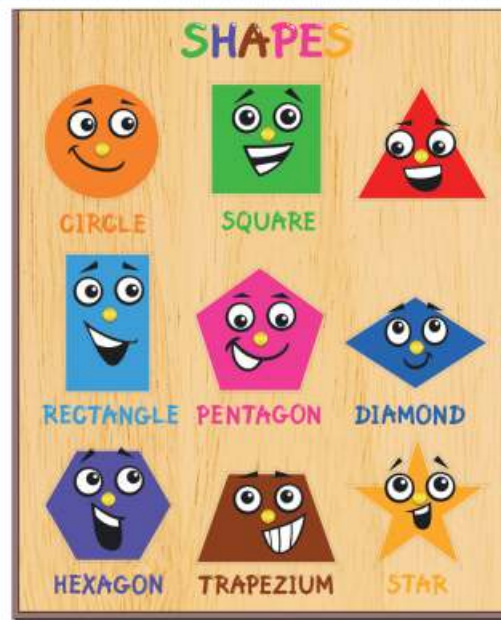 SHAPES
CIRCLE SQUARE
RECTANGLE PENTAGON DIAMOND
HEXAGON TRAPEZIUM STAR